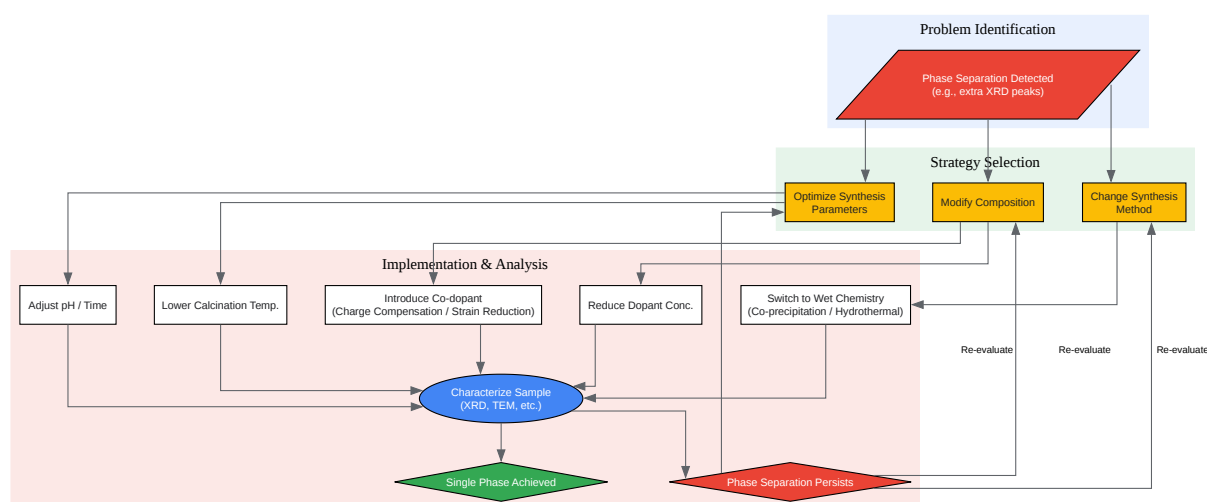 Problem Identification
Phase Separation Detected
(e.g., extra XRD peaks)
Strategy Selection
Optimize Synthesis
Parameters
Modify Composition
Change Synthesis
Method
Implementation & Analysis
Adjust pH / Time
Lower Calcination Temp.
Introduce Co-dopant
(Charge Compensation / Strain Reduction)
Reduce Dopant Conc.
Switch to Wet Chemistry
(Co-precipitation / Hydrothermal)
Re-evaluate
Re-evaluate
Re-evaluate
Characterize Sample
(XRD, TEM, etc.)
Single Phase Achieved
Phase Separation Persists